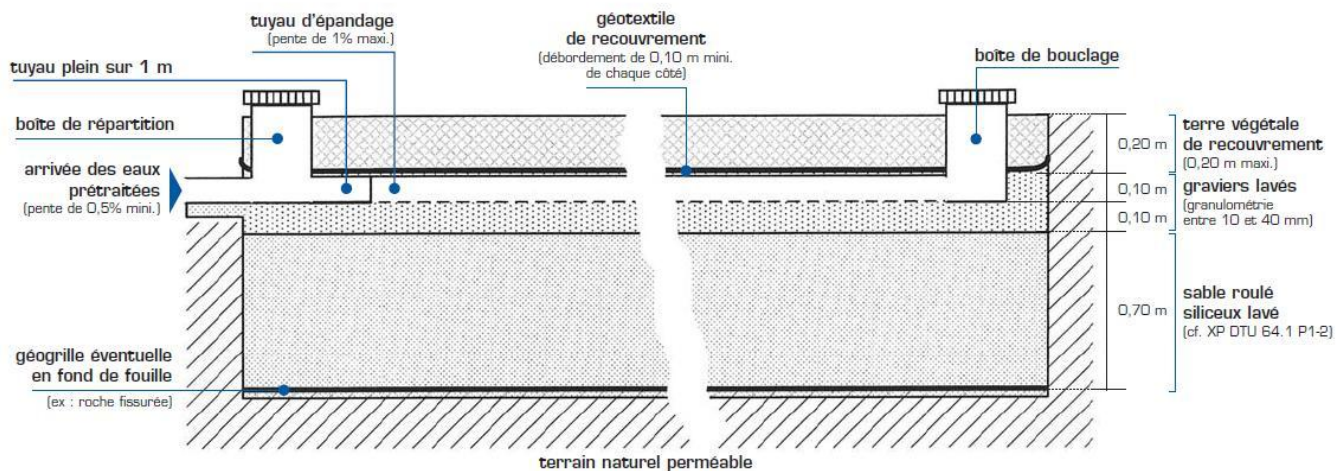 tuyau d'épandage
(pente de 1% maxi.)
géotextile
de recouvrement
(débordement de 0,10 m mini.
de chaque côté)
boîte de bouclage
tuyau plein sur 1 m
boîte de répartition
arrivée des eaux
prétraitées
(pente de 0,5% mini.)
0,20 m
terre végétale
de recouvrement
(0,20 m maxi.)
0,10 m
0,10 m
graviers lavés
(granulométrie
entre 10 et 40 mm)
0,70 m
sable roulé
siliceux lavé
(cf. XP DTU 64.1 P1-2)
géogrille éventuelle
en fond de fouille
(ex : roche fissurée)
terrain naturel perméable